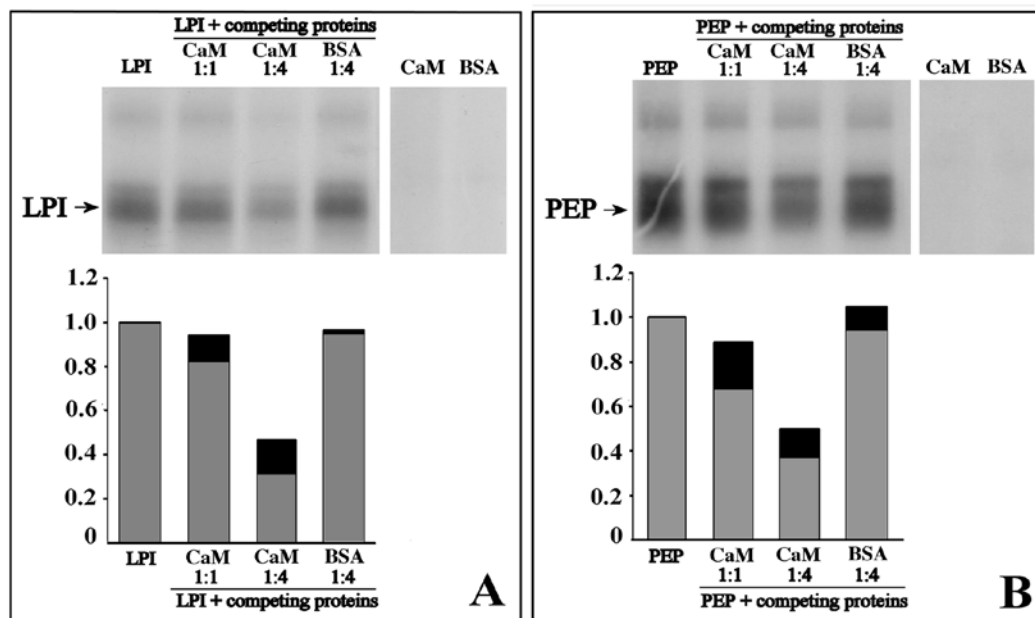 LPI + competing proteins
LPI CaM CaM BSA CaM BSA
1:1 1:4 1:4
LPI
1.2
1.0
0.8
0.6
0.4
0.2
0
LPI CaM CaM BSA
1:1 1:4 1:4
LPI + competing proteins
A
PEP + competing proteins
PEP CaM CaM BSA CaM BSA
1:1 1:4 1:4
PEP
1.2
1.0
0.8
0.6
0.4
0.2
0
PEP CaM CaM BSA
1:1 1:4 1:4
PEP + competing proteins
B